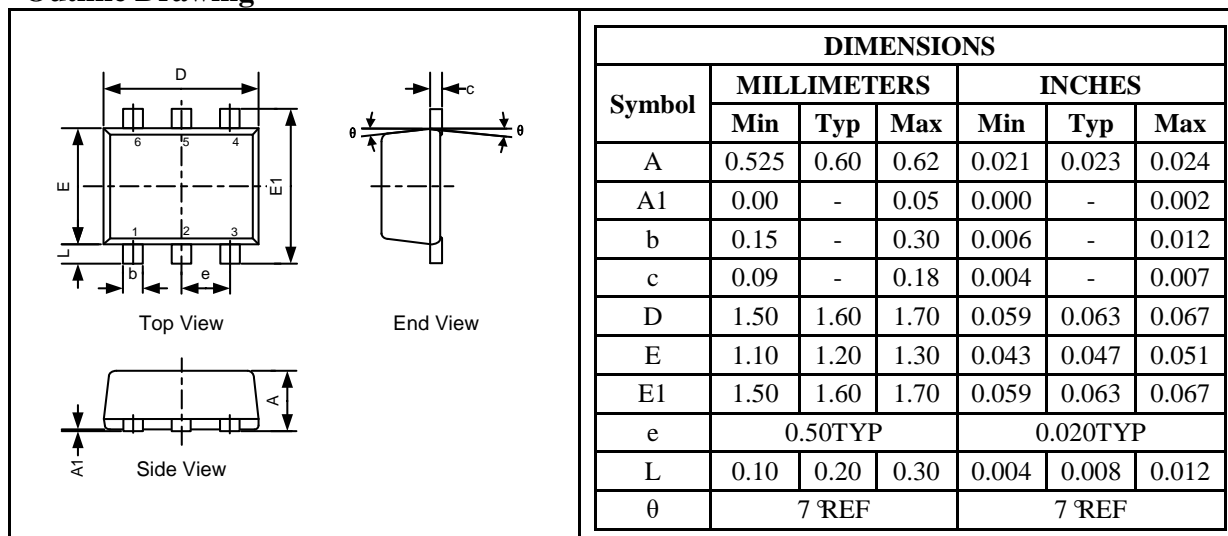 Outline Drawing
D
c
θ
θ
6 5 4
E
E1
1 2 3
L
b
e
Top View
End View
A
A1
Side View
DIMENSIONS
Symbol MILLIMETERS INCHES
Min Typ Max Min Typ Max
A 0.525 0.60 0.62 0.021 0.023 0.024
A1 0.00 - 0.05 0.000 - 0.002
b 0.15 - 0.30 0.006 - 0.012
c 0.09 - 0.18 0.004 - 0.007
D 1.50 1.60 1.70 0.059 0.063 0.067
E 1.10 1.20 1.30 0.043 0.047 0.051
E1 1.50 1.60 1.70 0.059 0.063 0.067
e 0.50TYP 0.020TYP
L 0.10 0.20 0.30 0.004 0.008 0.012
θ 7 °REF 7 °REF